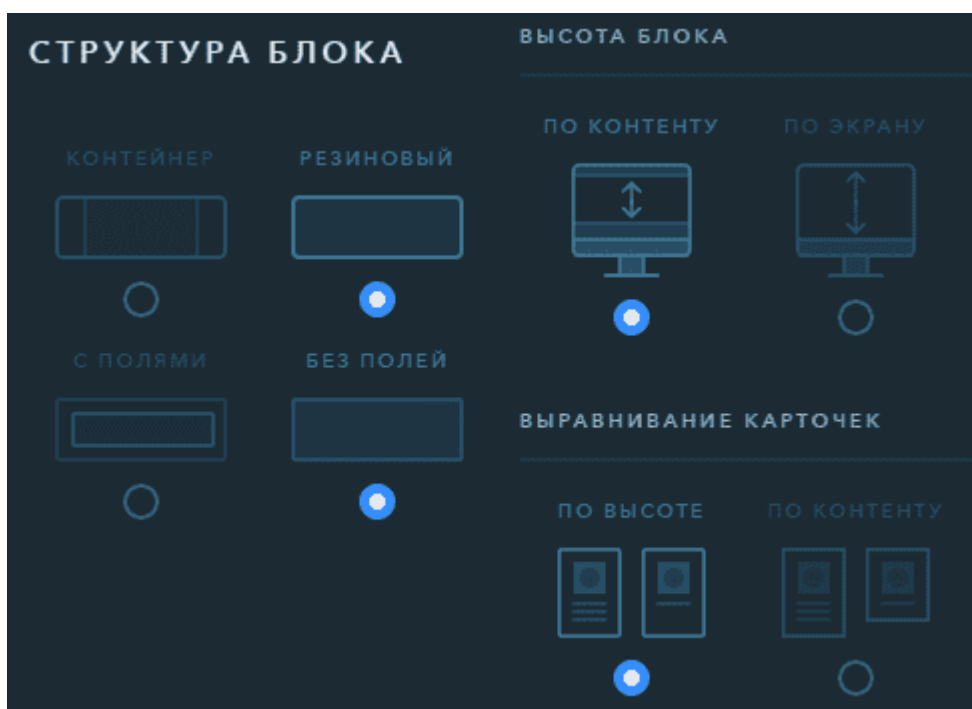 СТРУКТУРА БЛОКА
КОНТЕЙНЕР РЕЗИНОВЫЙ
С ПОЛЯМИ БЕЗ ПОЛЕЙ
ВЫСОТА БЛОКА
ПО КОНТЕНТУ ПО ЭКРАНУ
ВЫРАВНИВАНИЕ КАРТОЧЕК
ПО ВЫСОТЕ ПО КОНТЕНТУ